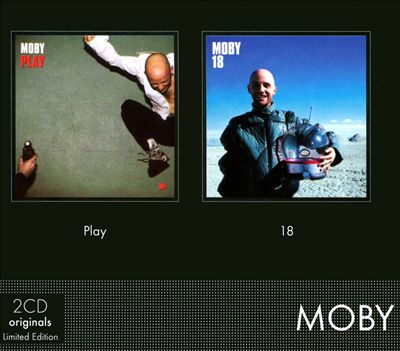 MOBY
PLAY
MOBY
18
Play
18
2CD
originals
Limited Edition
MOBY